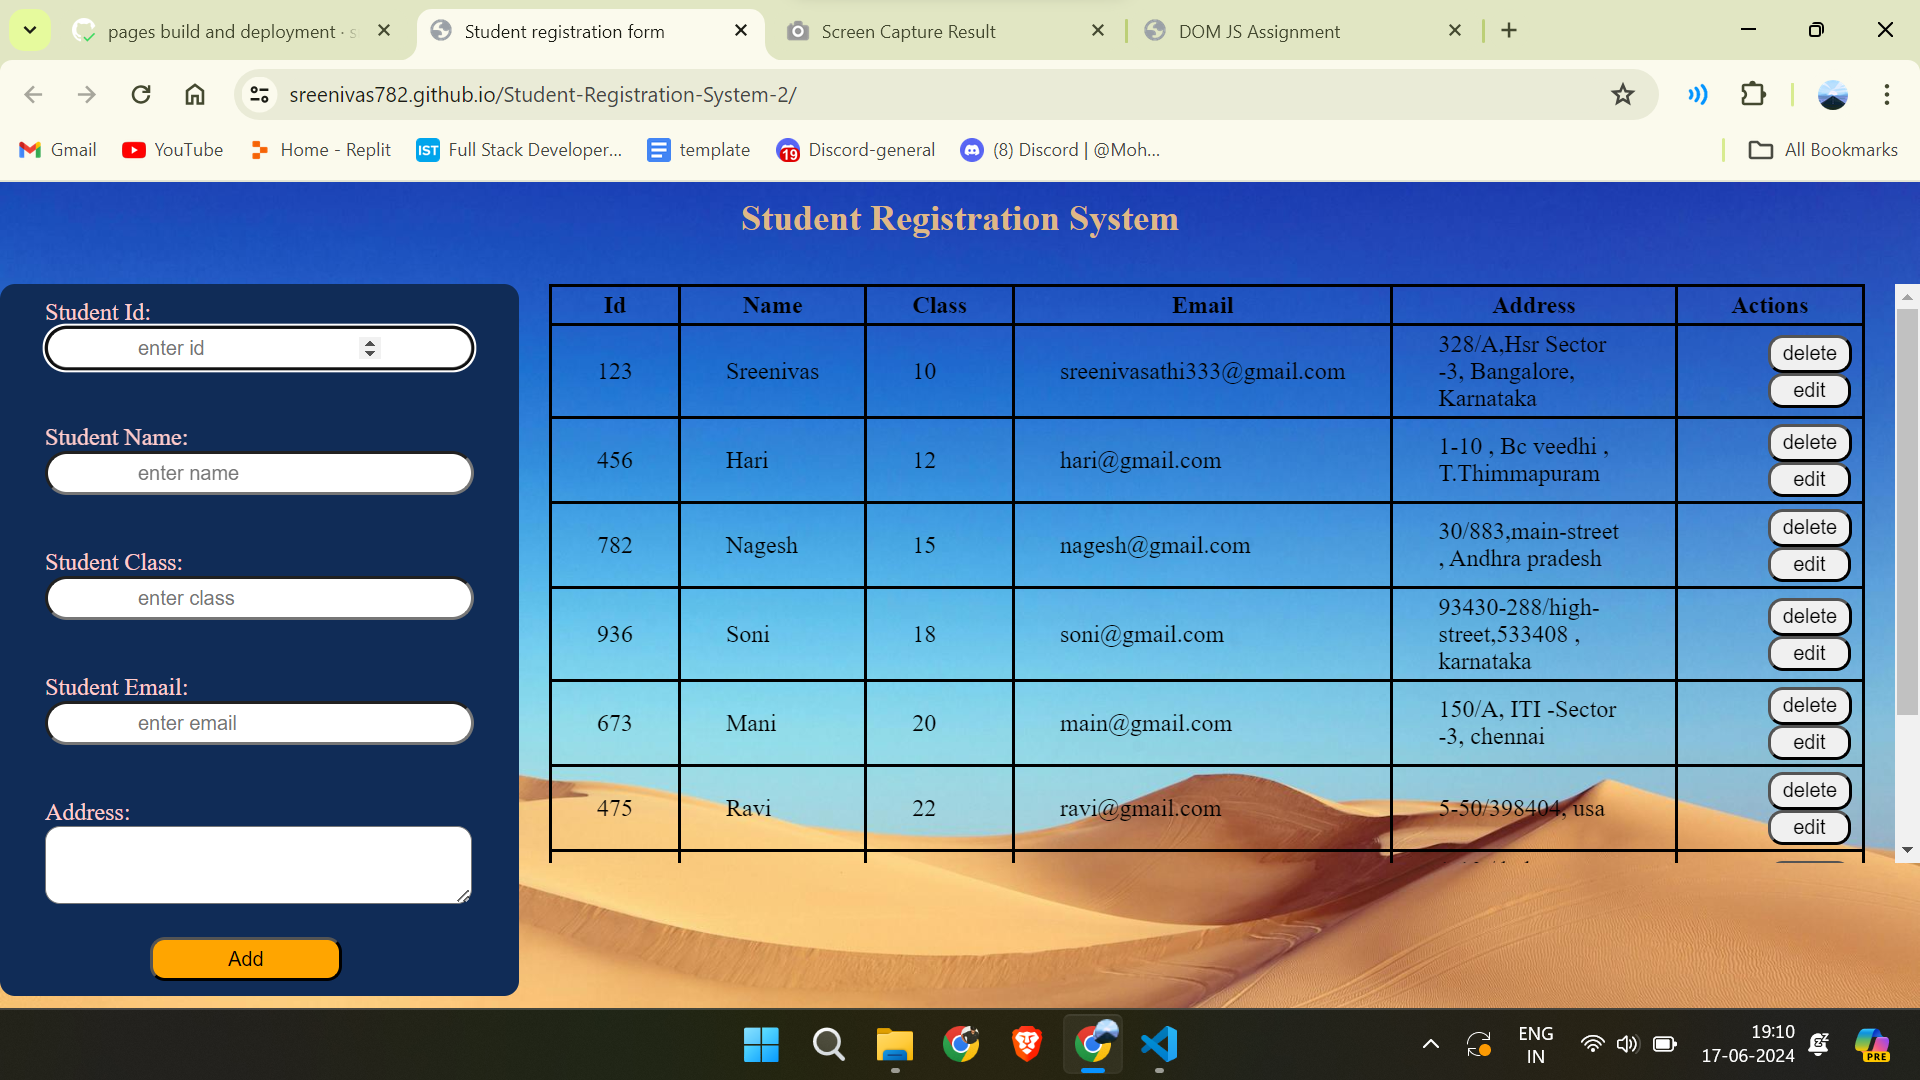 pages build and deployment · s
Student registration form
Screen Capture Result
DOM JS Assignment
sreenivas782.github.io/Student-Registration-System-2/
Gmail
YouTube
Home - Replit
IST
Full Stack Developer...
template
19
Discord-general
(8) Discord | @Moh...
All Bookmarks
Student Registration System
Student Id:
enter id
Student Name:
enter name
Student Class:
enter class
Student Email:
enter email
Address:
Add
Id Name Class Email Address Actions
123 Sreenivas 10 sreenivasathi333@gmail.com 328/A,Hsr Sector
-3, Bangalore,
Karnataka
delete
edit
456 Hari 12 hari@gmail.com 1-10 , Bc veedhi ,
T.Thimmapuram
delete
edit
782 Nagesh 15 nagesh@gmail.com 30/883,main-street
, Andhra pradesh
delete
edit
936 Soni 18 soni@gmail.com 93430-288/high-
street,533408 ,
karnataka
delete
edit
673 Mani 20 main@gmail.com 150/A, ITI -Sector
-3, chennai
delete
edit
475 Ravi 22 ravi@gmail.com 5-50/398404, usa
delete
edit
ENG
IN
19:10
17-06-2024
PRE